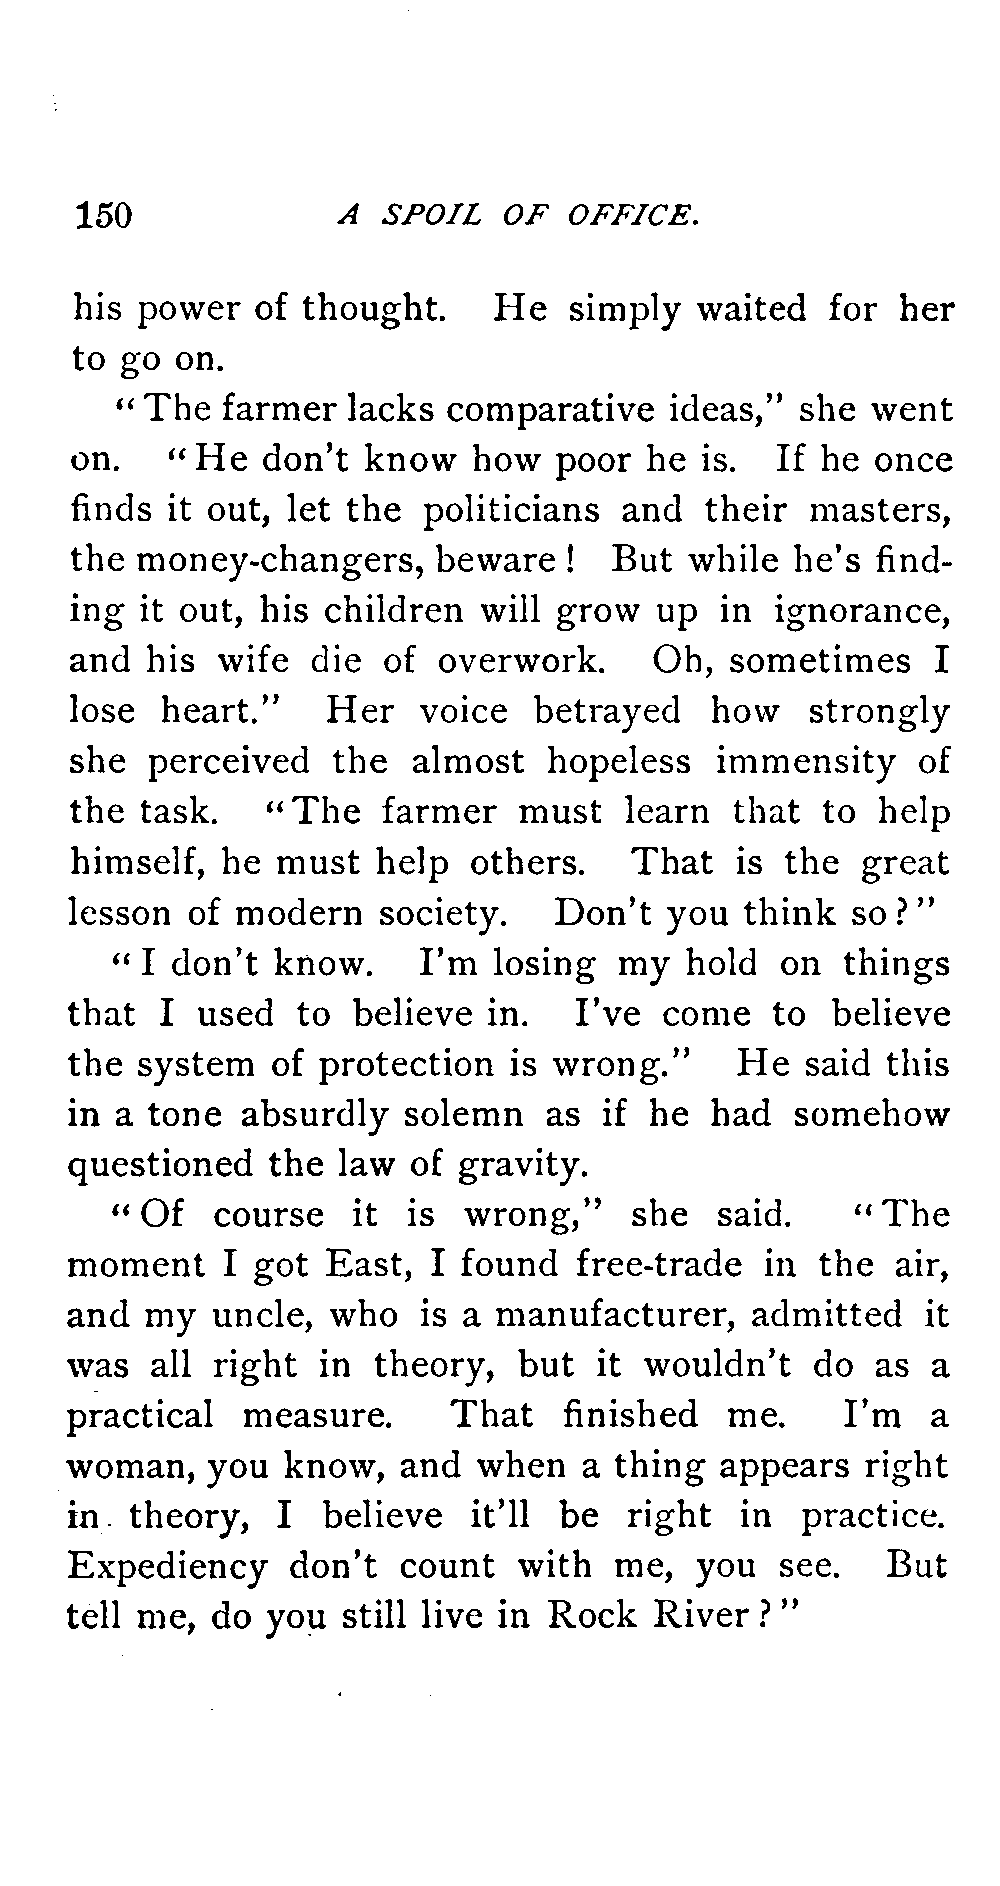 150 A SPOIL OF OFFICE.
his power of thought. He simply waited for her
to go on.
"The farmer lacks comparative ideas," she went
on. "He don't know how poor he is. If he once
finds it out, let the politicians and their masters,
the money-changers, beware! But while he's find-
ing it out, his children will grow up in ignorance,
and his wife die of overwork. Oh, sometimes I
lose heart." Her voice betrayed how strongly
she perceived the almost hopeless immensity of
the task. "The farmer must learn that to help
himself, he must help others. That is the great
lesson of modern society. Don't you think so?"
"I don't know. I'm losing my hold on things
that I used to believe in. I've come to believe
the system of protection is wrong." He said this
in a tone absurdly solemn as if he had somehow
questioned the law of gravity.
"Of course it is wrong," she said. "The
moment I got East, I found free-trade in the air,
and my uncle, who is a manufacturer, admitted it
was all right in theory, but it wouldn't do as a
practical measure. That finished me. I'm a
woman, you know, and when a thing appears right
in theory, I believe it'll be right in practice.
Expediency don't count with me, you see. But
tell me, do you still live in Rock River?"